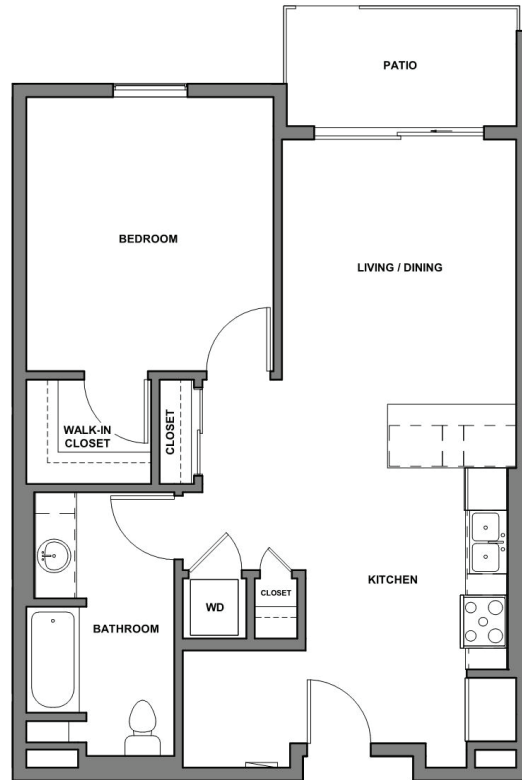 PATIO
BEDROOM
LIVING / DINING
WALK-IN
CLOSET
CLOSET
KITCHEN
WD
CLOSET
BATHROOM